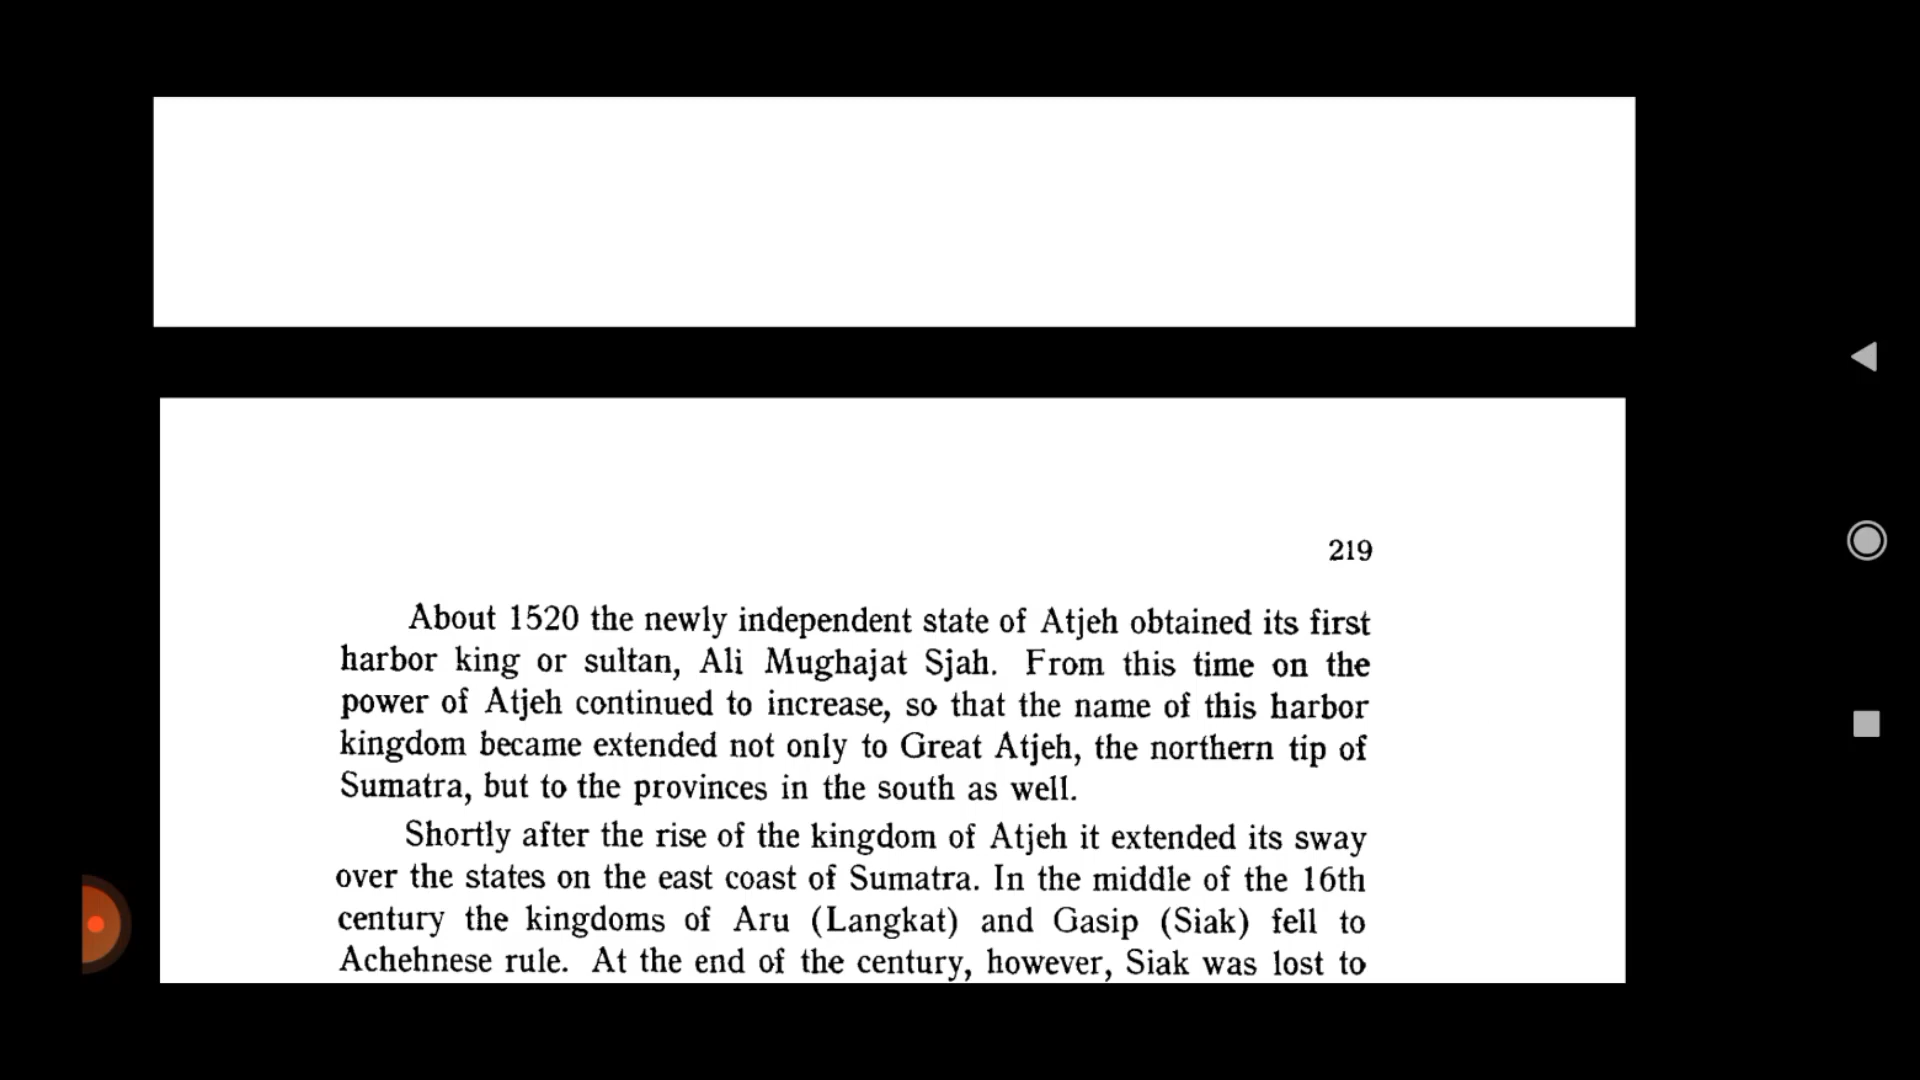 219
About 1520 the newly independent state of Atjeh obtained its first
harbor king or sultan, Ali Mughajat Sjah. From this time on the
power of Atjeh continued to increase, so that the name of this harbor
kingdom became extended not only to Great Atjeh, the northern tip of
Sumatra, but to the provinces in the south as well.
Shortly after the rise of the kingdom of Atjeh it extended its sway
over the states on the east coast of Sumatra. In the middle of the 16th
century the kingdoms of Aru (Langkat) and Gasip (Siak) fell to
Achehnese rule. At the end of the century, however, Siak was lost to